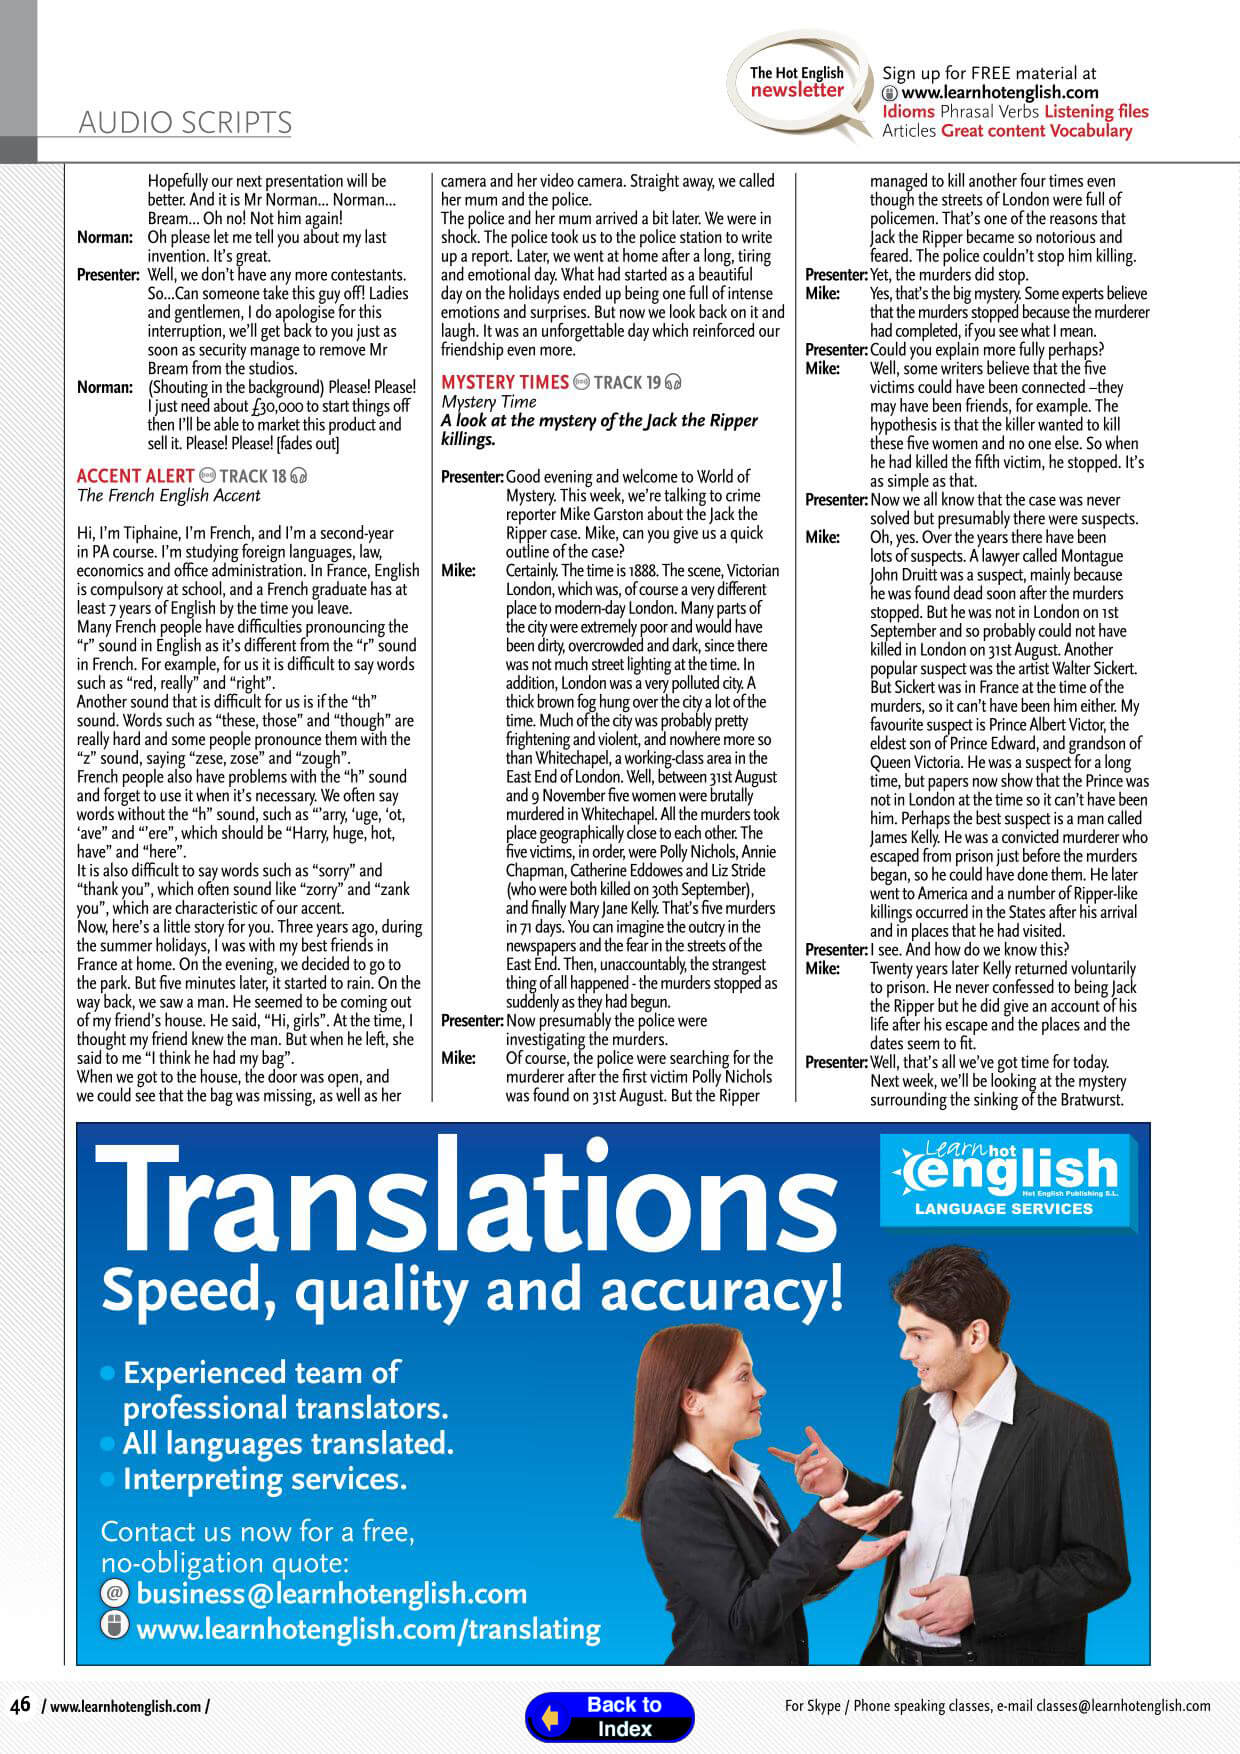 The Hot English
newsletter
Sign up for FREE material at
www.learnhotenglish.com
Idioms Phrasal Verbs Listening files
Articles Great content Vocabulary
AUDIO SCRIPTS
Hopefully our next presentation will be
better. And it is Mr Norman... Norman...
Bream... Oh no! Not him again!
Norman: Oh please let me tell you about my last
invention. It's great.
Presenter: Well, we don't have any more contestants.
So...Can someone take this guy off! Ladies
and gentlemen, I do apologise for this
interruption, we'll get back to you just as
soon as security manage to remove Mr
Bream from the studios.
Norman: (Shouting in the background) Please! Please!
I just need about £30,000 to start things off
then I'll be able to market this product and
sell it. Please! Please! [fades out]
ACCENT ALERT TRACK 18
The French English Accent
Hi, I'm Tiphaine, I'm French, and I'm a second-year
in PA course. I'm studying foreign languages, law,
economics and office administration. In France, English
is compulsory at school, and a French graduate has at
least 7 years of English by the time you leave.
Many French people have difficulties pronouncing the
“r” sound in English as it's different from the “r” sound
in French. For example, for us it is difficult to say words
such as “red, really” and “right”.
Another sound that is difficult for us is if the “th”
sound. Words such as “these, those” and “though” are
really hard and some people pronounce them with the
“z” sound, saying “zese, zose” and “zough”.
French people also have problems with the “h” sound
and forget to use it when it's necessary. We often say
words without the “h” sound, such as “'arry, 'uge, 'ot,
'ave” and “'ere”, which should be “Harry, huge, hot,
have” and “here”.
It is also difficult to say words such as “sorry” and
“thank you”, which often sound like “zorry” and “zank
you”, which are characteristic of our accent.
Now, here's a little story for you. Three years ago, during
the summer holidays, I was with my best friends in
France at home. On the evening, we decided to go to
the park. But five minutes later, it started to rain. On the
way back, we saw a man. He seemed to be coming out
of my friend's house. He said, “Hi, girls”. At the time, I
thought my friend knew the man. But when he left, she
said to me “I think he had my bag”.
When we got to the house, the door was open, and
we could see that the bag was missing, as well as her
camera and her video camera. Straight away, we called
her mum and the police.
The police and her mum arrived a bit later. We were in
shock. The police took us to the police station to write
up a report. Later, we went at home after a long, tiring
and emotional day. What had started as a beautiful
day on the holidays ended up being one full of intense
emotions and surprises. But now we look back on it and
laugh. It was an unforgettable day which reinforced our
friendship even more.
MYSTERY TIMES TRACK 19
Mystery Time
A look at the mystery of the Jack the Ripper
killings.
Presenter: Good evening and welcome to World of
Mystery. This week, we're talking to crime
reporter Mike Garston about the Jack the
Ripper case. Mike, can you give us a quick
outline of the case?
Mike: Certainly. The time is 1888. The scene, Victorian
London, which was, of course a very different
place to modern-day London. Many parts of
the city were extremely poor and would have
been dirty, overcrowded and dark, since there
was not much street lighting at the time. In
addition, London was a very polluted city. A
thick brown fog hung over the city a lot of the
time. Much of the city was probably pretty
frightening and violent, and nowhere more so
than Whitechapel, a working-class area in the
East End of London. Well, between 31st August
and 9 November five women were brutally
murdered in Whitechapel. All the murders took
place geographically close to each other. The
five victims, in order, were Polly Nichols, Annie
Chapman, Catherine Eddowes and Liz Stride
(who were both killed on 30th September),
and finally Mary Jane Kelly. That's five murders
in 71 days. You can imagine the outcry in the
newspapers and the fear in the streets of the
East End. Then, unaccountably, the strangest
thing of all happened - the murders stopped as
suddenly as they had begun.
Presenter: Now presumably the police were
investigating the murders.
Mike: Of course, the police were searching for the
murderer after the first victim Polly Nichols
was found on 31st August. But the Ripper
managed to kill another four times even
though the streets of London were full of
policemen. That's one of the reasons that
Jack the Ripper became so notorious and
feared. The police couldn't stop him killing.
Presenter: Yet, the murders did stop.
Mike: Yes, that's the big mystery. Some experts believe
that the murders stopped because the murderer
had completed, if you see what I mean.
Presenter: Could you explain more fully perhaps?
Mike: Well, some writers believe that the five
victims could have been connected –they
may have been friends, for example. The
hypothesis is that the killer wanted to kill
these five women and no one else. So when
he had killed the fifth victim, he stopped. It's
as simple as that.
Presenter: Now we all know that the case was never
solved but presumably there were suspects.
Mike: Oh, yes. Over the years there have been
lots of suspects. A lawyer called Montague
John Druitt was a suspect, mainly because
he was found dead soon after the murders
stopped. But he was not in London on 1st
September and so probably could not have
killed in London on 31st August. Another
popular suspect was the artist Walter Sickert.
But Sickert was in France at the time of the
murders, so it can't have been him either. My
favourite suspect is Prince Albert Victor, the
eldest son of Prince Edward, and grandson of
Queen Victoria. He was a suspect for a long
time, but papers now show that the Prince was
not in London at the time so it can't have been
him. Perhaps the best suspect is a man called
James Kelly. He was a convicted murderer who
escaped from prison just before the murders
began, so he could have done them. He later
went to America and a number of Ripper-like
killings occurred in the States after his arrival
and in places that he had visited.
Presenter: I see. And how do we know this?
Mike: Twenty years later Kelly returned voluntarily
to prison. He never confessed to being Jack
the Ripper but he did give an account of his
life after his escape and the places and the
dates seem to fit.
Presenter: Well, that's all we've got time for today.
Next week, we'll be looking at the mystery
surrounding the sinking of the Bratwurst.
Translations
Speed, quality and accuracy!
Learn hot
english
Hot English Publishing S.L.
LANGUAGE SERVICES
• Experienced team of
professional translators.
• All languages translated.
• Interpreting services.
Contact us now for a free,
no-obligation quote:
@ business@learnhotenglish.com
www.learnhotenglish.com/translating
46 / www.learnhotenglish.com /
Back to
Index
For Skype / Phone speaking classes, e-mail classes@learnhotenglish.com